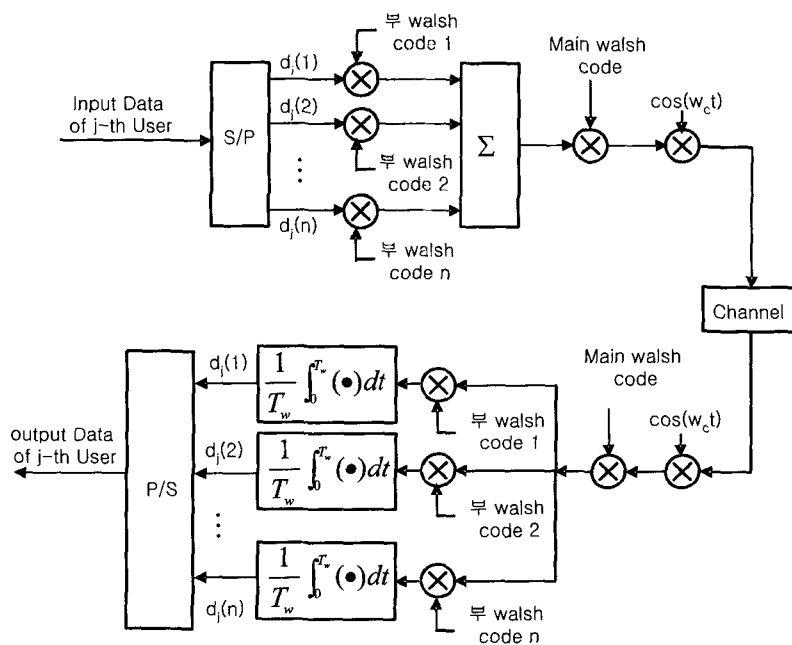 부 walsh
code 1
d_j(1)
Input Data
of j-th User
S/P
d_j(2)
부 walsh
code 2
⋮
d_j(n)
부 walsh
code n
Σ
Main walsh
code
cos(w_c t)
Channel
Main walsh
code
cos(w_c t)
부 walsh
code 1
부 walsh
code 2
부 walsh
code n
1/T_w ∫_0^{T_w} (•)dt
1/T_w ∫_0^{T_w} (•)dt
1/T_w ∫_0^{T_w} (•)dt
d_j(1)
d_j(2)
⋮
d_j(n)
P/S
output Data
of j-th User